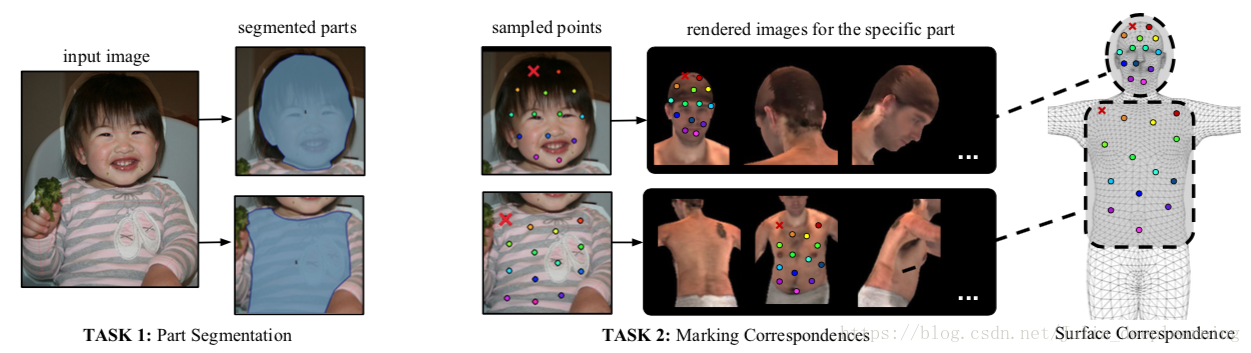 input image
segmented parts
sampled points
rendered images for the specific part
...
...
TASK 1: Part Segmentation
TASK 2: Marking Correspondences
Surface Correspondence
https://blog.csdn.net/